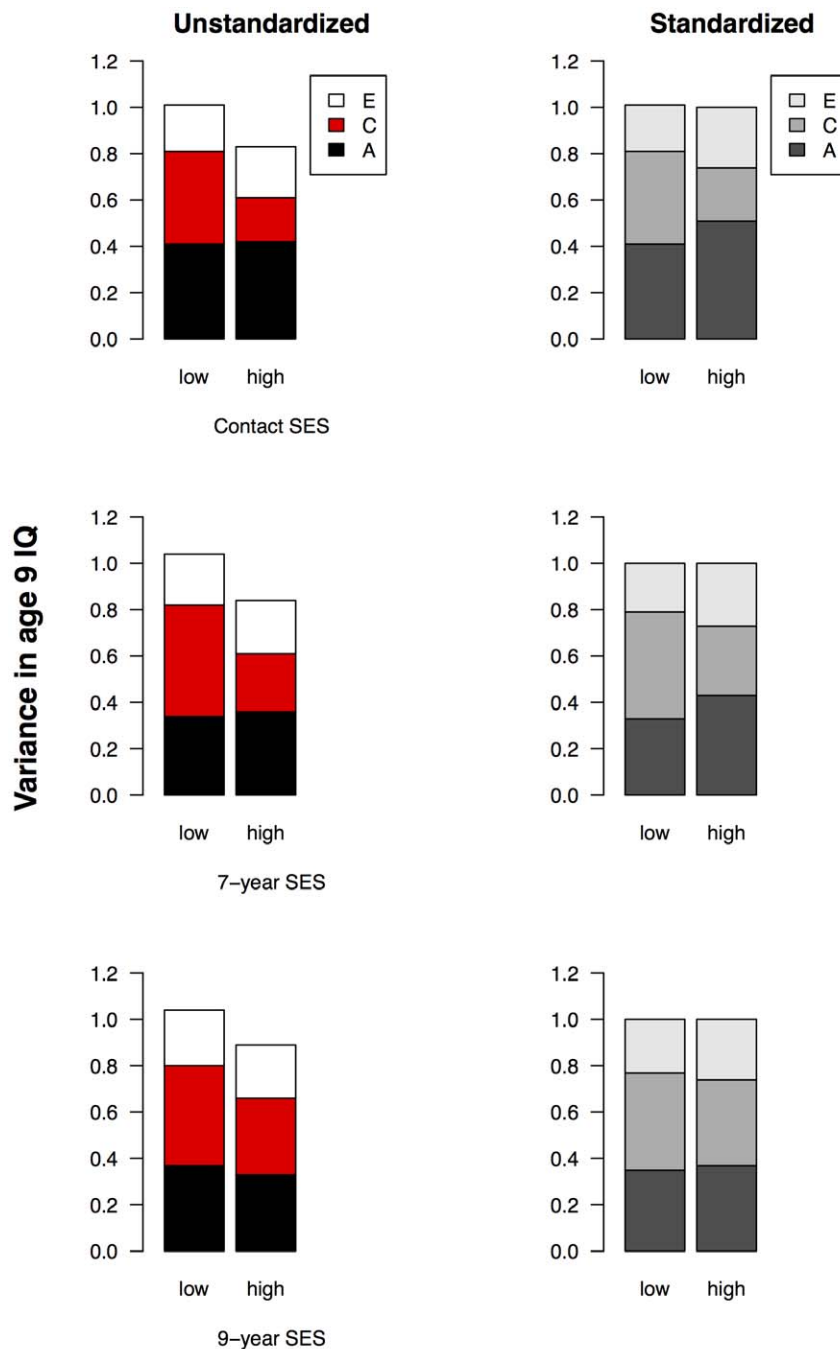 Unstandardized
Standardized
1.2
1.0
0.8
0.6
0.4
0.2
0.0
E
C
A
low high
Contact SES
1.2
1.0
0.8
0.6
0.4
0.2
0.0
E
C
A
low high
Variance in age 9 IQ
1.2
1.0
0.8
0.6
0.4
0.2
0.0
low high
7–year SES
1.2
1.0
0.8
0.6
0.4
0.2
0.0
low high
1.2
1.0
0.8
0.6
0.4
0.2
0.0
low high
9–year SES
1.2
1.0
0.8
0.6
0.4
0.2
0.0
low high